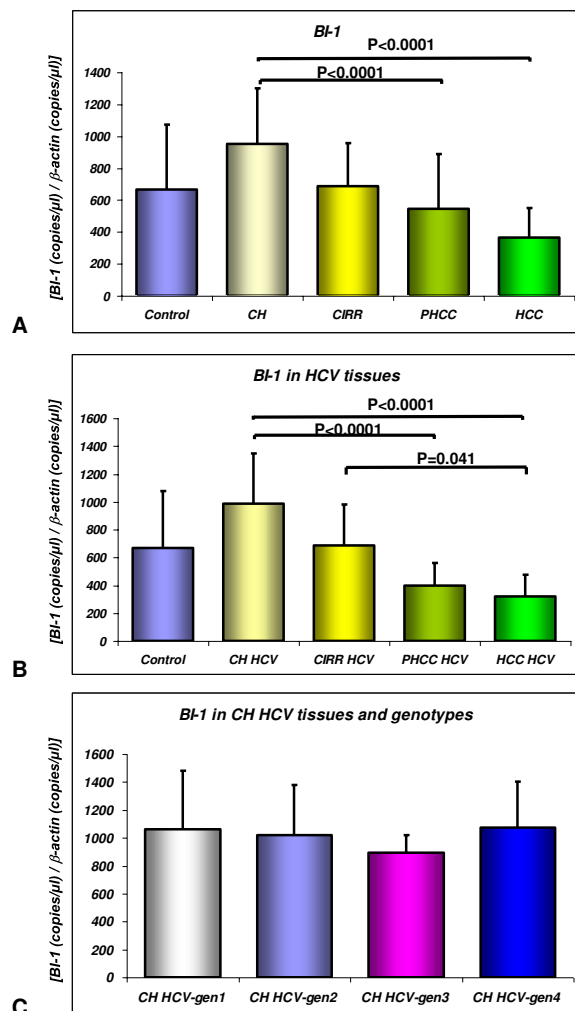 BI-1
P<0.0001
P<0.0001
[BI-1 (copies/µl) / β-actin (copies/µl)]
1400
1200
1000
800
600
400
200
0
Control CH CIRR PHCC HCC
A
BI-1 in HCV tissues
P<0.0001
P<0.0001
P=0.041
[BI-1 (copies/µl) / β-actin (copies/µl)]
1600
1400
1200
1000
800
600
400
200
0
Control CH HCV CIRR HCV PHCC HCV HCC HCV
B
BI-1 in CH HCV tissues and genotypes
[BI-1 (copies/µl) / β-actin (copies/µl)]
1600
1400
1200
1000
800
600
400
200
0
CH HCV-gen1 CH HCV-gen2 CH HCV-gen3 CH HCV-gen4
C